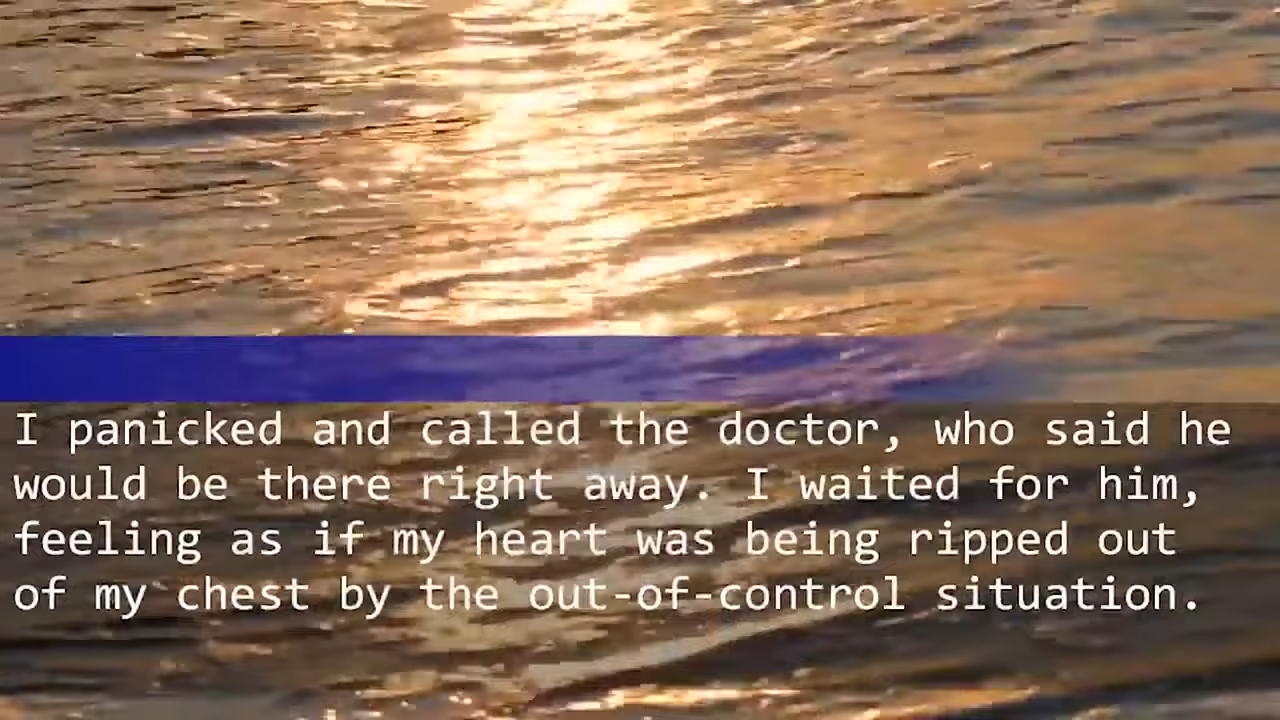 I panicked and called the doctor, who said he
would be there right away. I waited for him,
feeling as if my heart was being ripped out
of my chest by the out-of-control situation.